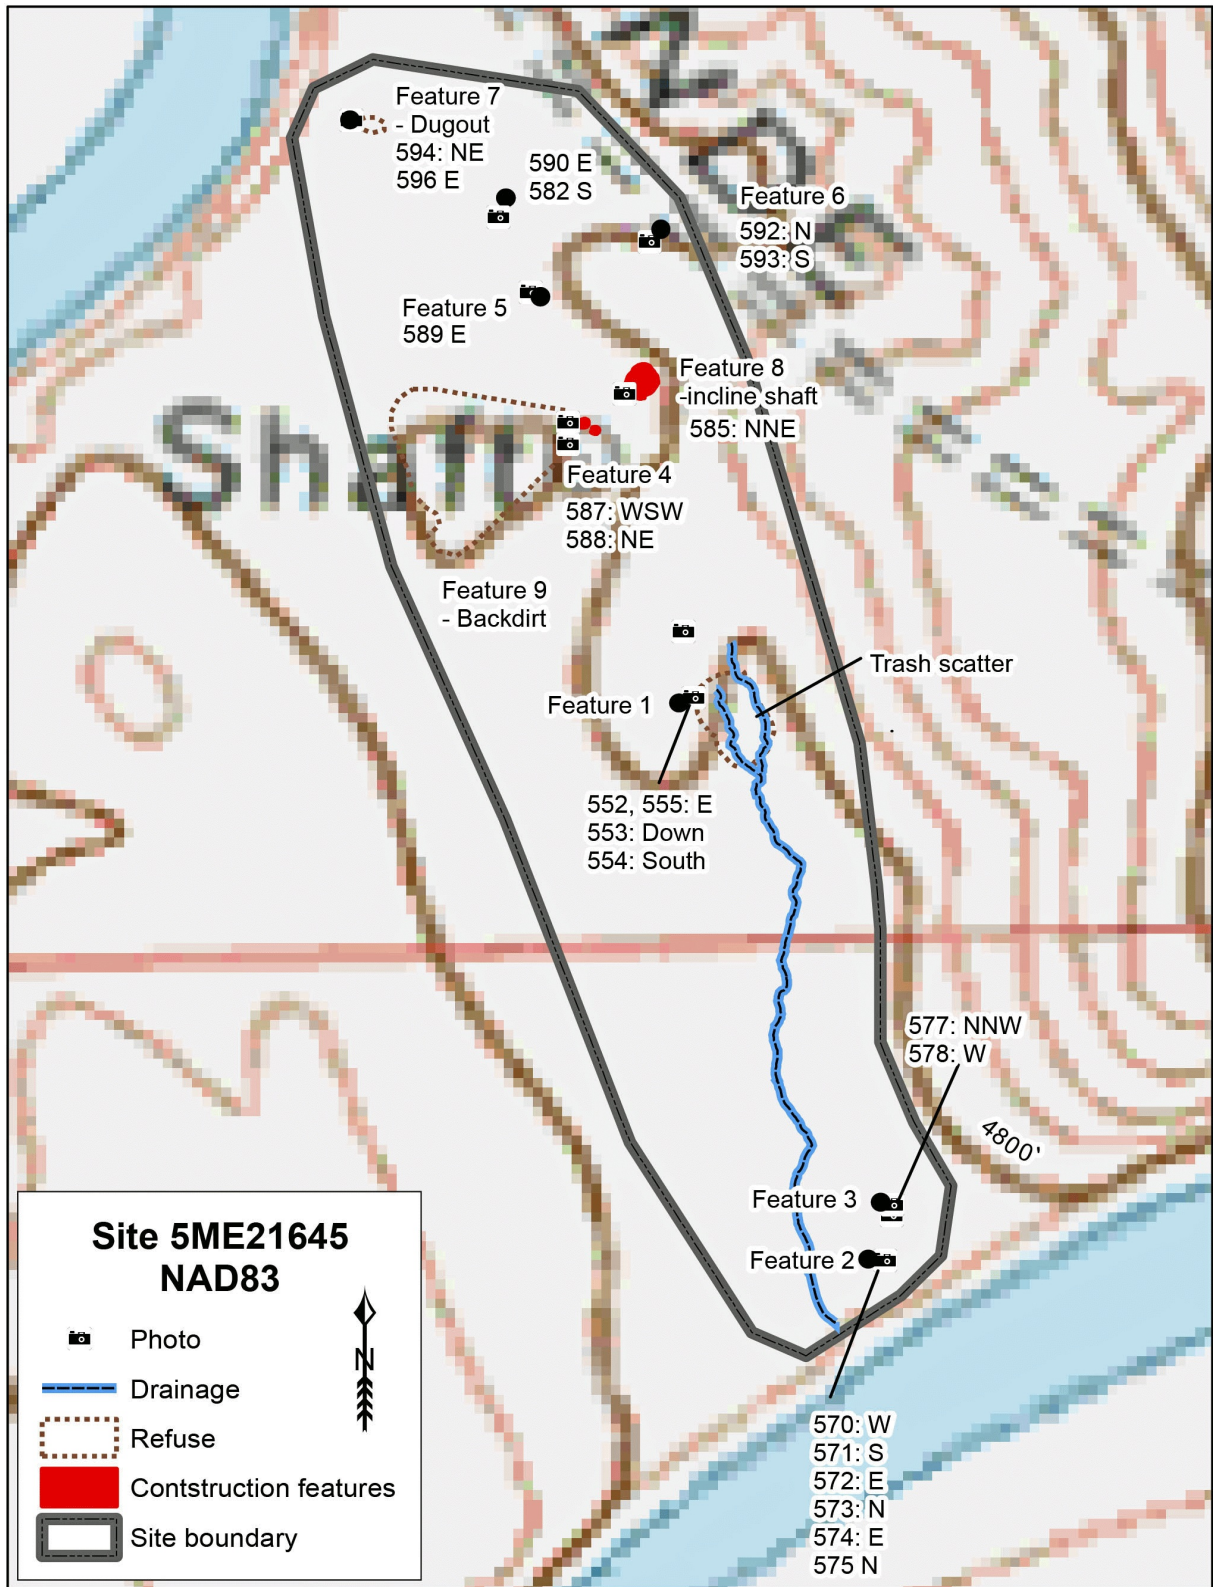 Feature 7
- Dugout
594: NE
596 E
590 E
582 S
Feature 6
592: N
593: S
Feature 5
589 E
Feature 8
-incline shaft
585: NNE
Shaft
Feature 4
587: WSW
588: NE
Feature 9
- Backdirt
Trash scatter
Feature 1
552, 555: E
553: Down
554: South
577: NNW
578: W
4800'
Feature 3
Feature 2
570: W
571: S
572: E
573: N
574: E
575 N
Site 5ME21645
NAD83
N
Photo
Drainage
Refuse
Contstruction features
Site boundary